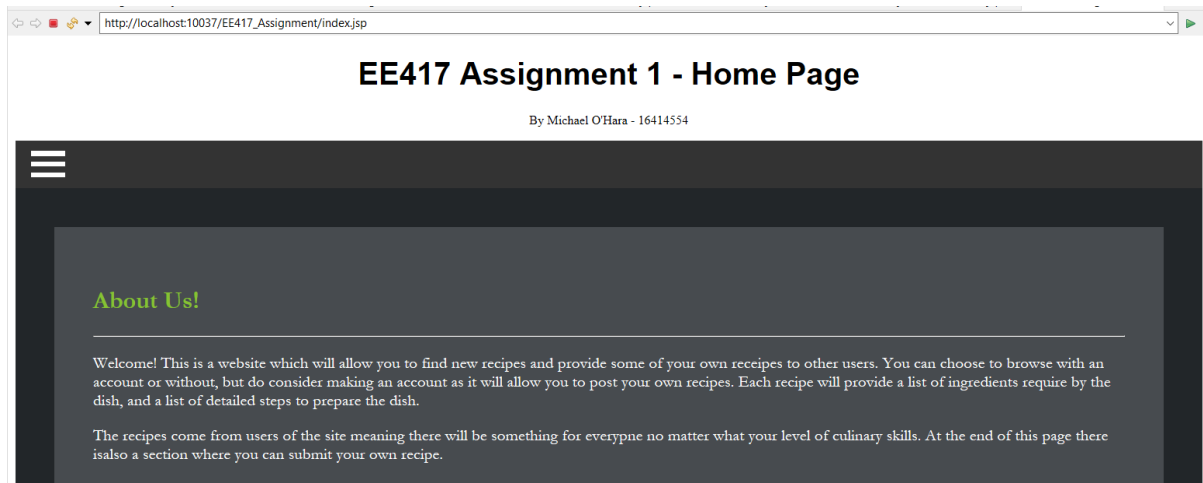 http://localhost:10037/EE417_Assignment/index.jsp
EE417 Assignment 1 - Home Page
By Michael O'Hara - 16414554
About Us!
Welcome! This is a website which will allow you to find new recipes and provide some of your own receipes to other users. You can choose to browse with an
account or without, but do consider making an account as it will allow you to post your own recipes. Each recipe will provide a list of ingredients require by the
dish, and a list of detailed steps to prepare the dish.
The recipes come from users of the site meaning there will be something for everypne no matter what your level of culinary skills. At the end of this page there
isalso a section where you can submit your own recipe.